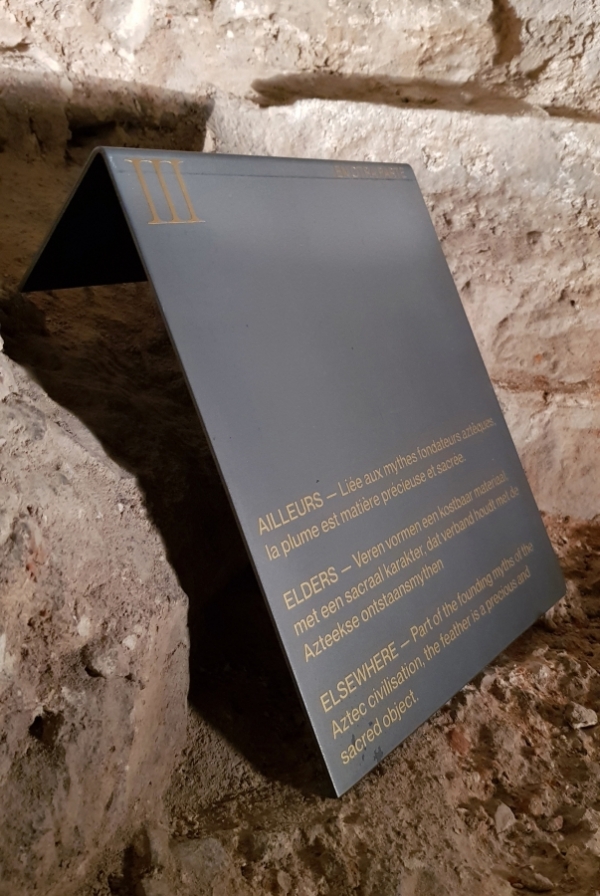 III
AILLEURS — Liée aux mythes fondateurs aztèques,
la plume est matière précieuse et sacrée.
ELDERS — Veren vormen een kostbaar materiaal,
met een sacraal karakter, dat verband houdt met de
Azteekse ontstaansmythen
ELSEWHERE — Part of the founding myths of the
Aztec civilisation, the feather is a precious and
sacred object.